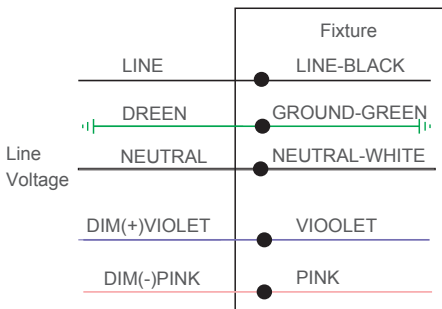 Fixture
LINE LINE-BLACK
DREEN GROUND-GREEN
Line
Voltage
NEUTRAL NEUTRAL-WHITE
DIM(+)VIOLET VIOOLET
DIM(-)PINK PINK